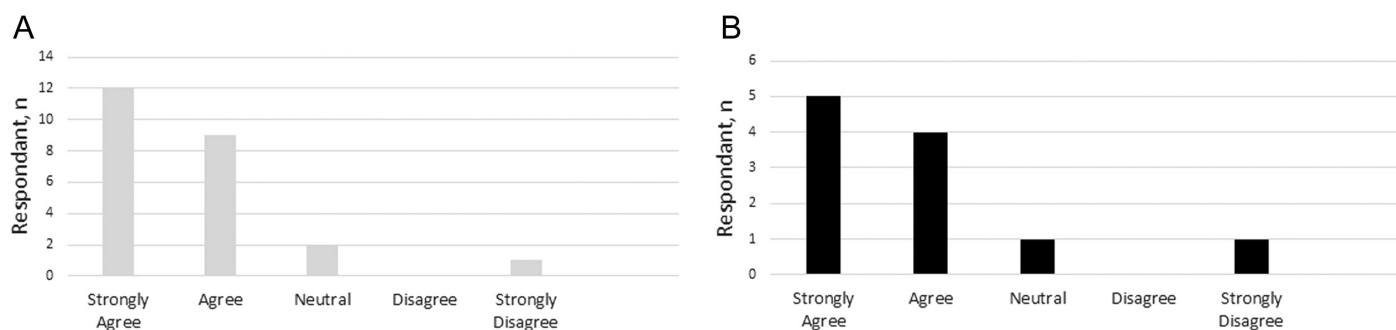 A
Respondant, n
14
12
10
8
6
4
2
0
Strongly
Agree
Agree
Neutral
Disagree
Strongly
Disagree
B
Respondant, n
6
5
4
3
2
1
0
Strongly
Agree
Agree
Neutral
Disagree
Strongly
Disagree